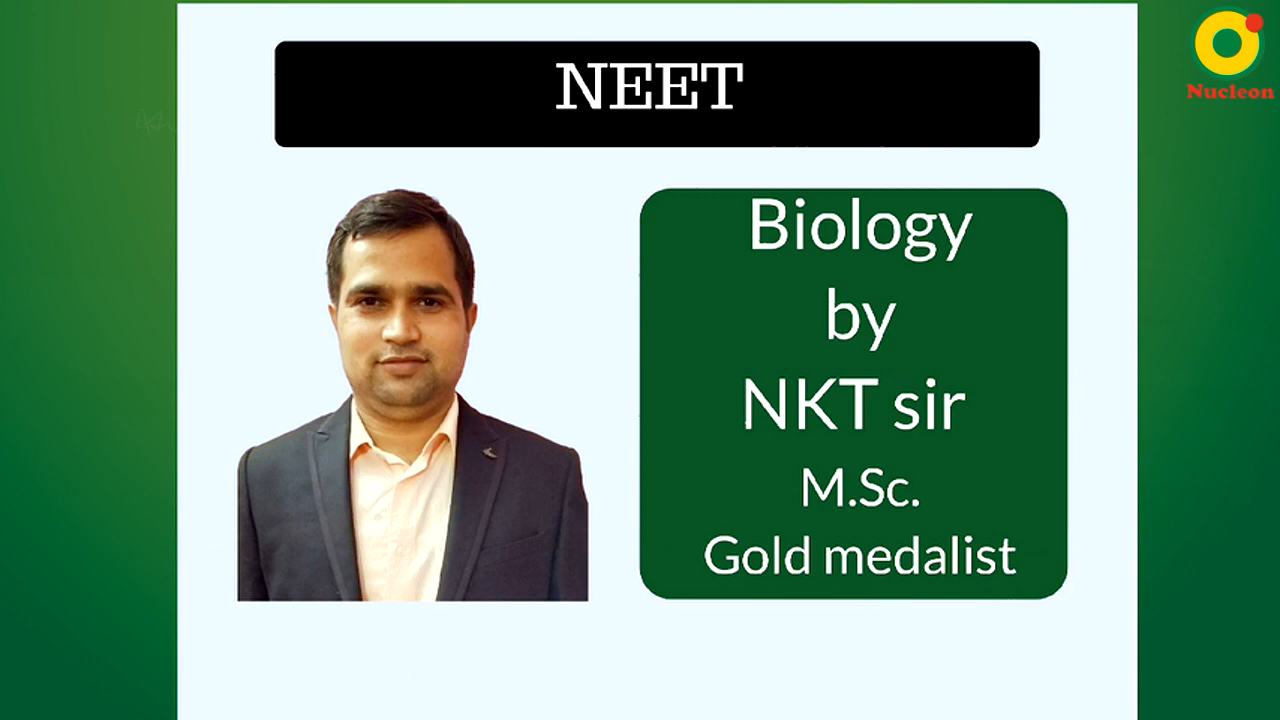 NEET
Nucleon
Biology
by
NKT sir
M.Sc.
Gold medalist